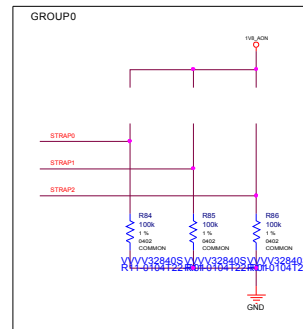 GROUP0
1V8_AON
STRAP0
STRAP1
STRAP2
R84
100k
1 %
0402
COMMON
R85
100k
1 %
0402
COMMON
R86
100k
1 %
0402
COMMON
GND